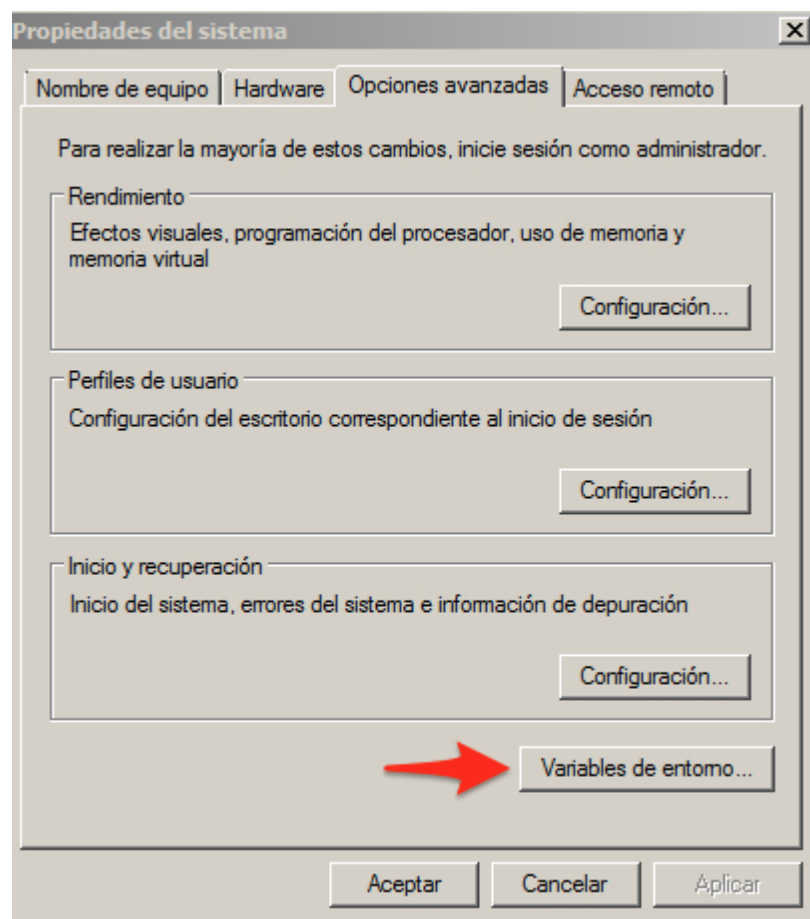 Propiedades del sistema
Nombre de equipo Hardware Opciones avanzadas Acceso remoto
Para realizar la mayoría de estos cambios, inicie sesión como administrador.
Rendimiento
Efectos visuales, programación del procesador, uso de memoria y
memoria virtual
Configuración...
Perfiles de usuario
Configuración del escritorio correspondiente al inicio de sesión
Configuración...
Inicio y recuperación
Inicio del sistema, errores del sistema e información de depuración
Configuración...
Variables de entorno...
Aceptar Cancelar Aplicar